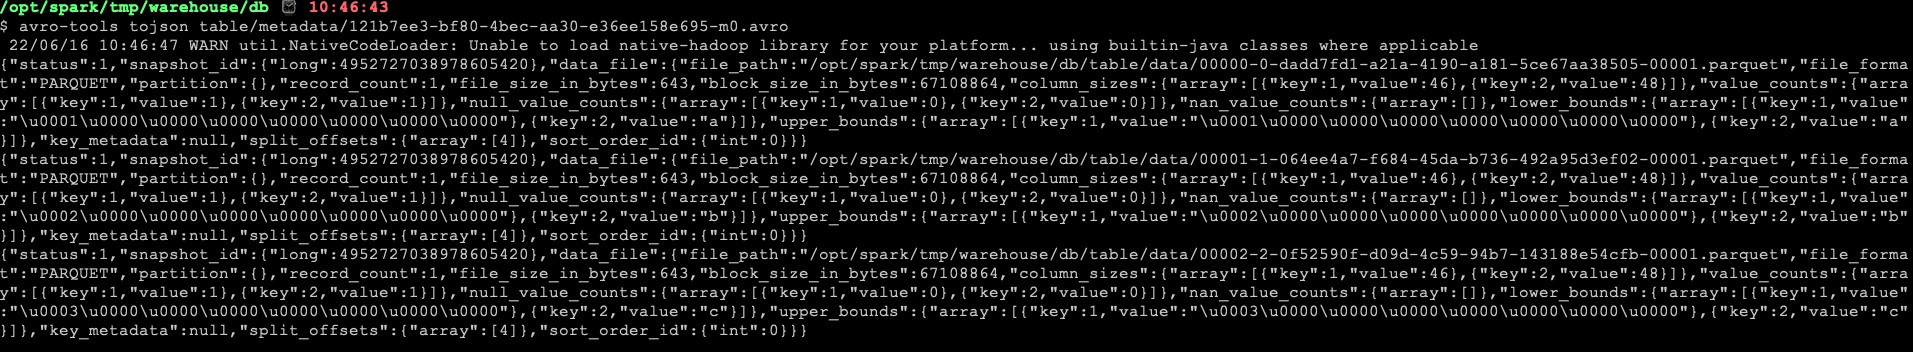 /opt/spark/tmp/warehouse/db 10:46:43
$ avro-tools tojson table/metadata/121b7ee3-bf80-4bec-aa30-e36ee158e695-m0.avro
22/06/16 10:46:47 WARN util.NativeCodeLoader: Unable to load native-hadoop library for your platform... using builtin-java classes where applicable
{"status":1,"snapshot_id":{"long":4952727038978605420},"data_file":{"file_path":"/opt/spark/tmp/warehouse/db/table/data/00000-0-dadd7fd1-a21a-4190-a181-5ce67aa38505-00001.parquet","file_forma
t":"PARQUET","partition":{},"record_count":1,"file_size_in_bytes":643,"block_size_in_bytes":67108864,"column_sizes":{"array":[{"key":1,"value":46},{"key":2,"value":48}]},"value_counts":{"arra
y":[{"key":1,"value":1},{"key":2,"value":1}]},"null_value_counts":{"array":[{"key":1,"value":0},{"key":2,"value":0}]},"nan_value_counts":{"array":[]},"lower_bounds":{"array":[{"key":1,"value"
:"\u0001\u0000\u0000\u0000\u0000\u0000\u0000\u0000"},{"key":2,"value":"a"}]},"upper_bounds":{"array":[{"key":1,"value":"\u0001\u0000\u0000\u0000\u0000\u0000\u0000\u0000"},{"key":2,"value":"a"
}]},"key_metadata":null,"split_offsets":{"array":[4]},"sort_order_id":{"int":0}}}
{"status":1,"snapshot_id":{"long":4952727038978605420},"data_file":{"file_path":"/opt/spark/tmp/warehouse/db/table/data/00001-1-064ee4a7-f684-45da-b736-492a95d3ef02-00001.parquet","file_forma
t":"PARQUET","partition":{},"record_count":1,"file_size_in_bytes":643,"block_size_in_bytes":67108864,"column_sizes":{"array":[{"key":1,"value":46},{"key":2,"value":48}]},"value_counts":{"arra
y":[{"key":1,"value":1},{"key":2,"value":1}]},"null_value_counts":{"array":[{"key":1,"value":0},{"key":2,"value":0}]},"nan_value_counts":{"array":[]},"lower_bounds":{"array":[{"key":1,"value"
:"\u0002\u0000\u0000\u0000\u0000\u0000\u0000\u0000"},{"key":2,"value":"b"}]},"upper_bounds":{"array":[{"key":1,"value":"\u0002\u0000\u0000\u0000\u0000\u0000\u0000\u0000"},{"key":2,"value":"b"
}]},"key_metadata":null,"split_offsets":{"array":[4]},"sort_order_id":{"int":0}}}
{"status":1,"snapshot_id":{"long":4952727038978605420},"data_file":{"file_path":"/opt/spark/tmp/warehouse/db/table/data/00002-2-0f52590f-d09d-4c59-94b7-143188e54cfb-00001.parquet","file_forma
t":"PARQUET","partition":{},"record_count":1,"file_size_in_bytes":643,"block_size_in_bytes":67108864,"column_sizes":{"array":[{"key":1,"value":46},{"key":2,"value":48}]},"value_counts":{"arra
y":[{"key":1,"value":1},{"key":2,"value":1}]},"null_value_counts":{"array":[{"key":1,"value":0},{"key":2,"value":0}]},"nan_value_counts":{"array":[]},"lower_bounds":{"array":[{"key":1,"value"
:"\u0003\u0000\u0000\u0000\u0000\u0000\u0000\u0000"},{"key":2,"value":"c"}]},"upper_bounds":{"array":[{"key":1,"value":"\u0003\u0000\u0000\u0000\u0000\u0000\u0000\u0000"},{"key":2,"value":"c"
}]},"key_metadata":null,"split_offsets":{"array":[4]},"sort_order_id":{"int":0}}}